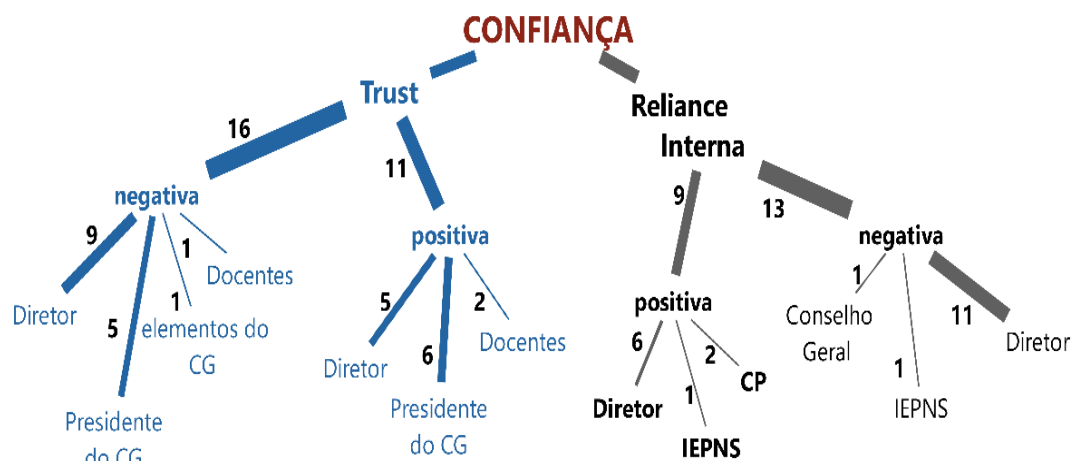 CONFIANÇA
Trust
Reliance
Interna
16
11
9
13
negativa
positiva
positiva
negativa
9
5
1
1
Diretor
Presidente
do CG
elementos do
CG
Docentes
5
6
2
Diretor
Presidente
do CG
Docentes
6
1
2
Diretor
IEPNS
CP
1
1
11
Conselho
Geral
IEPNS
Diretor